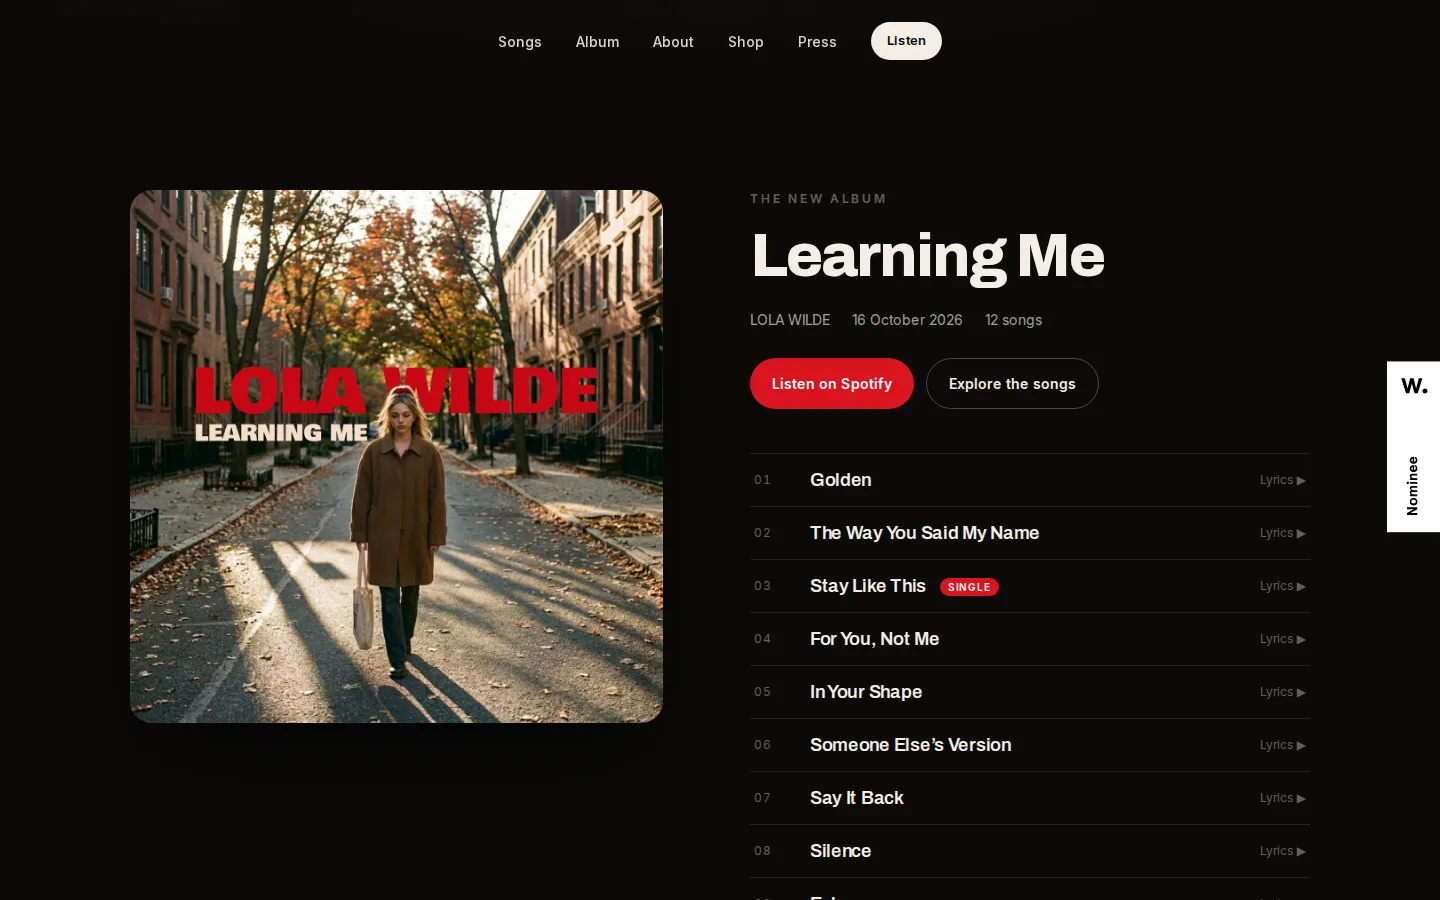 Songs Album About Shop Press Listen
LOLA WILDE
LEARNING ME
THE NEW ALBUM
Learning Me
LOLA WILDE 16 October 2026 12 songs
Listen on Spotify Explore the songs
01 Golden Lyrics ▶
02 The Way You Said My Name Lyrics ▶
03 Stay Like This SINGLE Lyrics ▶
04 For You, Not Me Lyrics ▶
05 In Your Shape Lyrics ▶
06 Someone Else’s Version Lyrics ▶
07 Say It Back Lyrics ▶
08 Silence Lyrics ▶
W.
Nominee